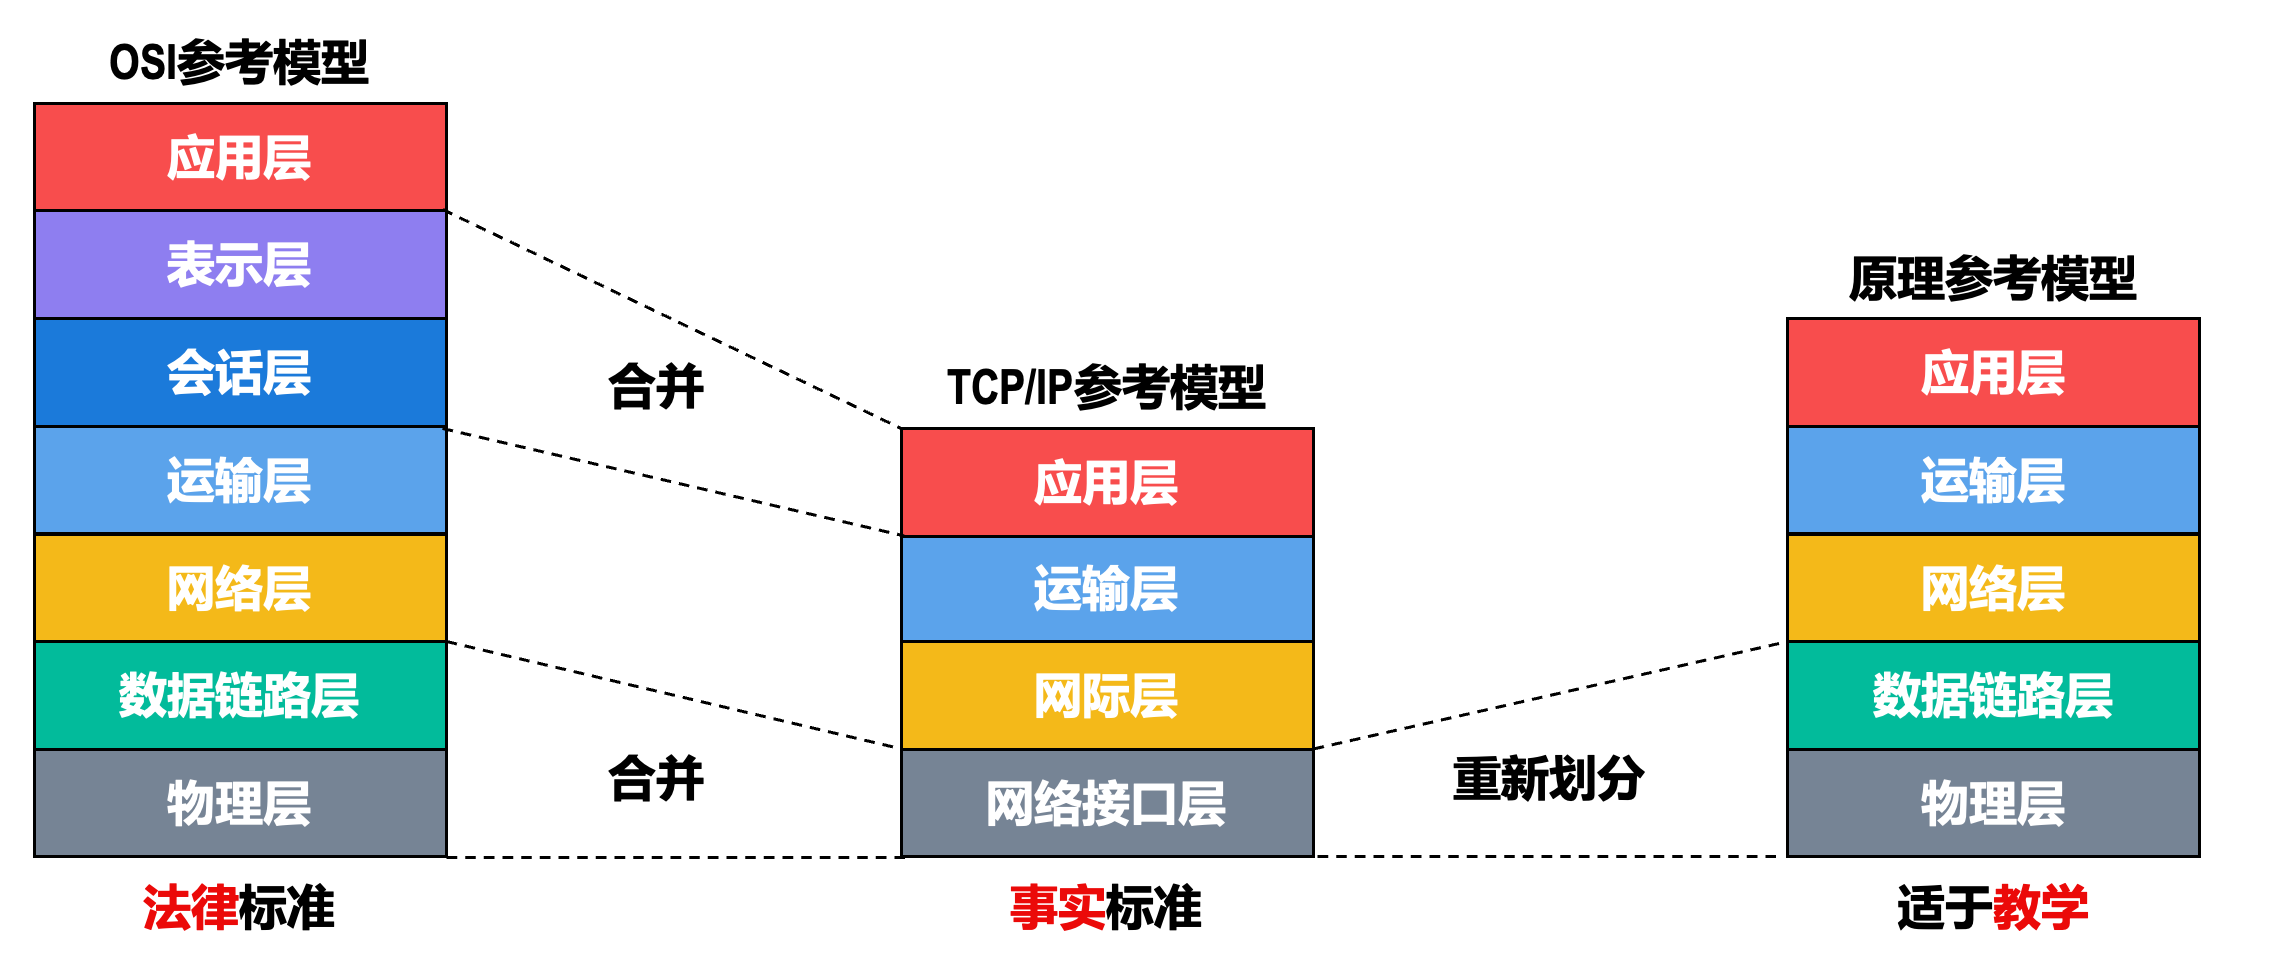 OSI参考模型
应用层
表示层
会话层
运输层
网络层
数据链路层
物理层
法律标准
合并
合并
TCP/IP参考模型
应用层
运输层
网际层
网络接口层
事实标准
重新划分
原理参考模型
应用层
运输层
网络层
数据链路层
物理层
适于教学